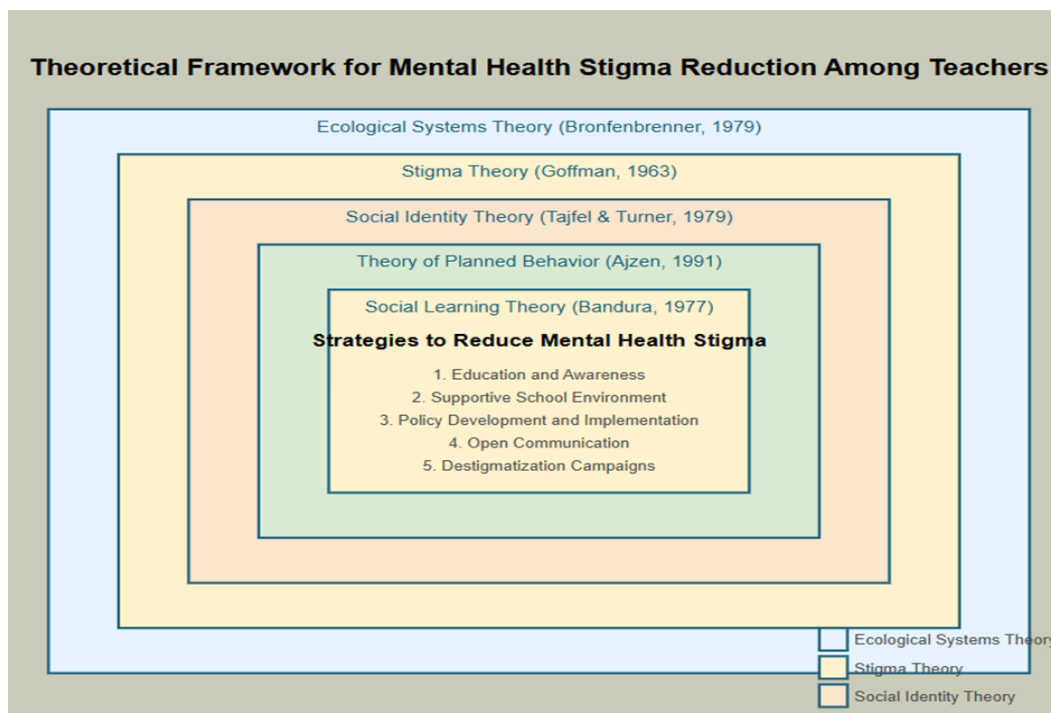 Theoretical Framework for Mental Health Stigma Reduction Among Teachers
Ecological Systems Theory (Bronfenbrenner, 1979)
Stigma Theory (Goffman, 1963)
Social Identity Theory (Tajfel & Turner, 1979)
Theory of Planned Behavior (Ajzen, 1991)
Social Learning Theory (Bandura, 1977)
Strategies to Reduce Mental Health Stigma
1. Education and Awareness
2. Supportive School Environment
3. Policy Development and Implementation
4. Open Communication
5. Destigmatization Campaigns
Ecological Systems Theory
Stigma Theory
Social Identity Theory